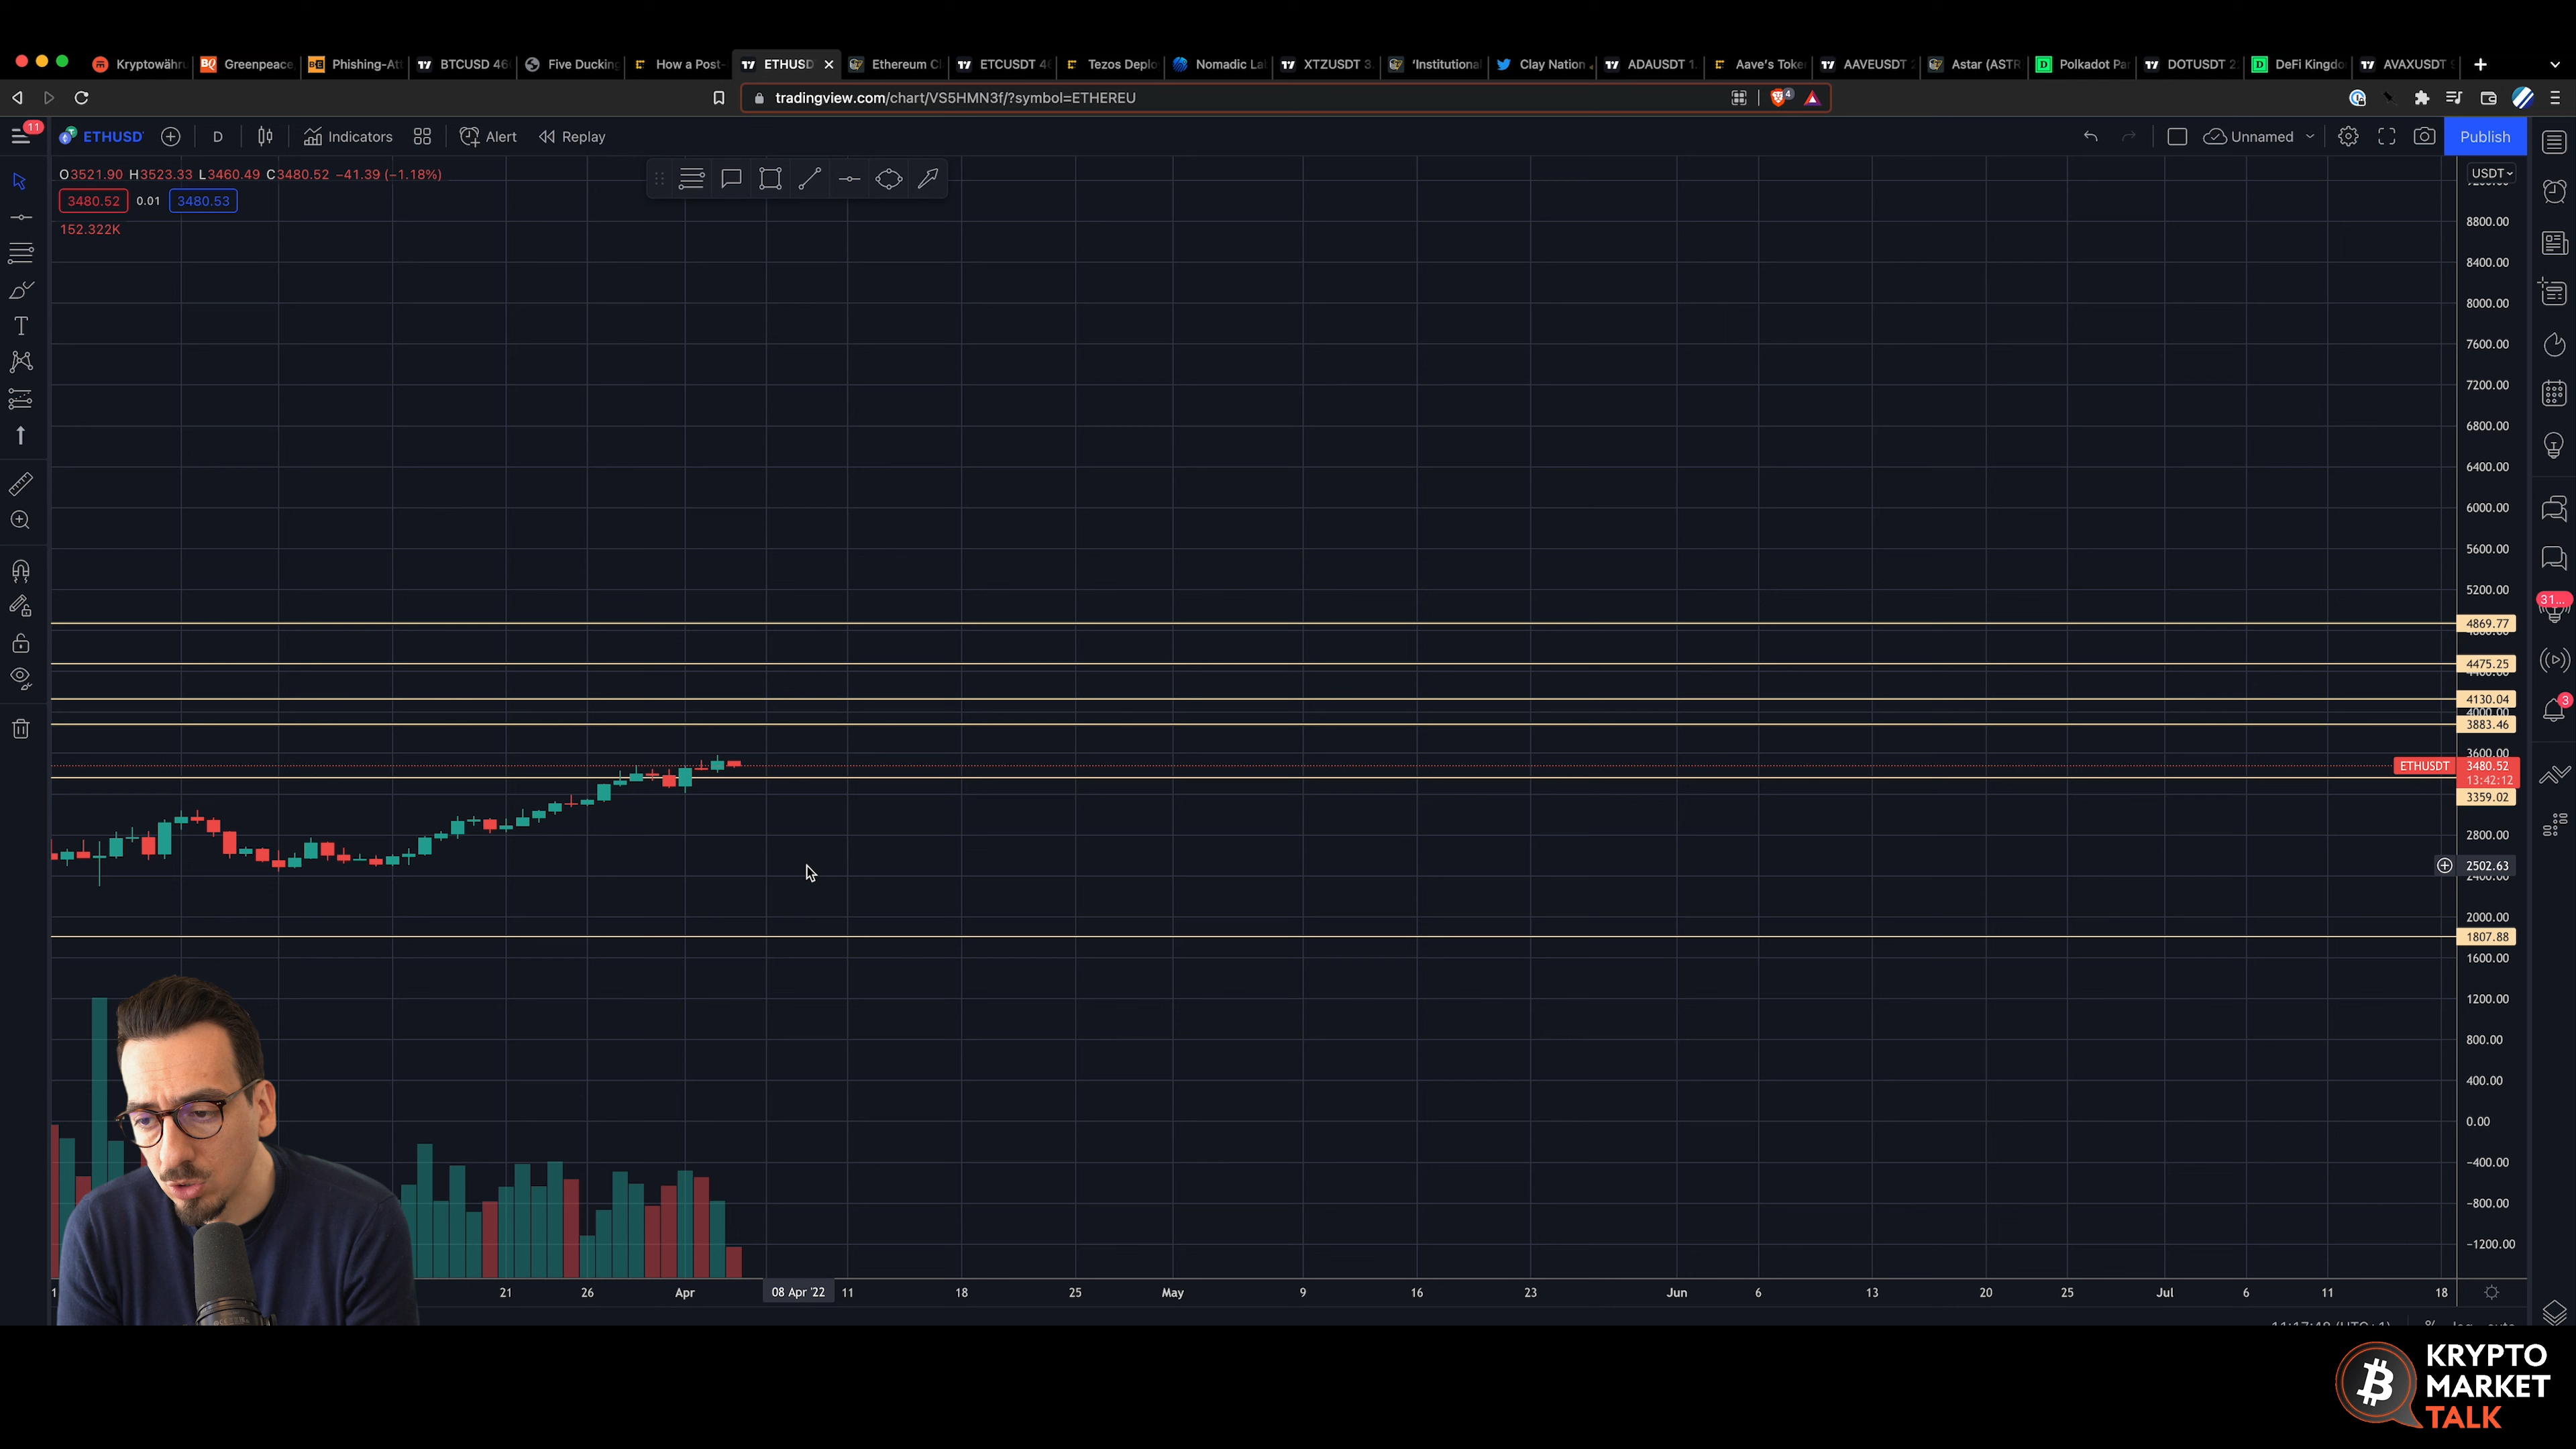 Kryptowähr
Greenpeace
Phishing-Att
BTCUSD 46
Five Ducking
How a Post-
ETHUSD
Ethereum Cl
ETCUSDT 4
Tezos Deplo
Nomadic La
XTZUSDT 3.
'Institutional
Clay Nation
ADAUSDT 1.
Aave's Toke
AAVEUSDT 2
Astar (ASTR
Polkadot Pa
DOTUSDT 2
DeFi Kingdo
AVAXUSDT 9
tradingview.com/chart/VS5HMN3f/?symbol=ETHEREU
4
11
ETHUSD
D
Indicators
Alert
Replay
Unnamed
Publish
O3521.90 H3523.33 L3460.49 C3480.52 −41.39 (−1.18%)
3480.52 0.01 3480.53
152.322K
USDT
8800.00
8400.00
8000.00
7600.00
7200.00
6800.00
6400.00
6000.00
5600.00
5200.00
4869.77
4475.25
4130.04
4000.00
3883.46
3600.00
ETHUSDT 3480.52
13:42:12
3359.02
2800.00
2502.63
2400.00
2000.00
1807.88
1600.00
1200.00
800.00
400.00
0.00
−400.00
−800.00
−1200.00
31...
3
21 26 Apr 08 Apr '22 11 18 25 May 9 16 23 Jun 6 13 20 25 Jul 6 11 18
KRYPTO
MARKET
TALK